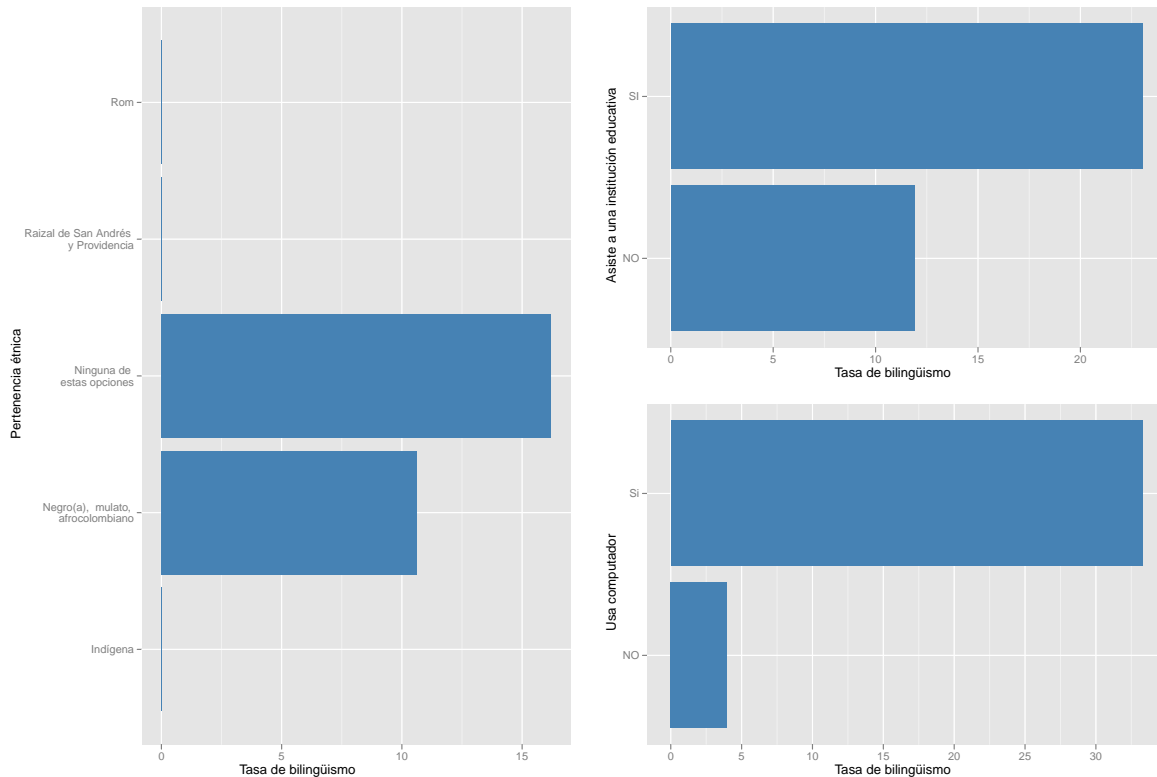 Pertenencia étnica
Rom
Raizal de San Andrés
y Providencia
Ninguna de
estas opciones
Negro(a), mulato,
afrocolombiano
Indígena
0 5 10 15
Tasa de bilingüismo
Asiste a una institución educativa
SI
NO
0 5 10 15 20
Tasa de bilingüismo
Usa computador
Si
NO
0 5 10 15 20 25 30
Tasa de bilingüismo